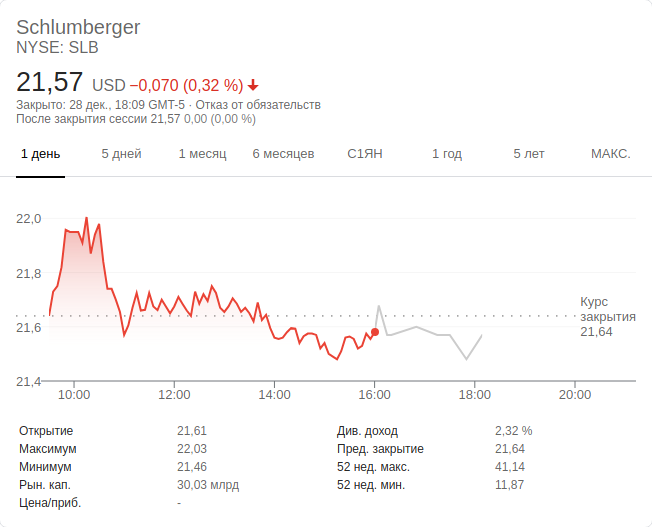 Schlumberger
NYSE: SLB
21,57 USD −0,070 (0,32 %)
Закрыто: 28 дек., 18:09 GMT-5 · Отказ от обязательств
После закрытия сессии 21,57 0,00 (0,00 %)
1 день 5 дней 1 месяц 6 месяцев С1ЯН 1 год 5 лет МАКС.
22,0
21,8
21,6
21,4
Курс
закрытия
21,64
10:00 12:00 14:00 16:00 18:00 20:00
Открытие 21,61 Див. доход 2,32 %
Максимум 22,03 Пред. закрытие 21,64
Минимум 21,46 52 нед. макс. 41,14
Рын. кап. 30,03 млрд 52 нед. мин. 11,87
Цена/приб. -